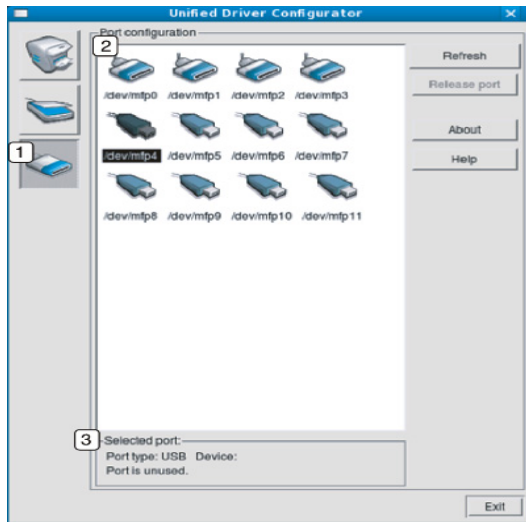 Unified Driver Configurator
Port configuration
2
Refresh
/dev/mfp0 /dev/mfp1 /dev/mfp2 /dev/mfp3
Release port
About
1
/dev/mfp4 /dev/mfp5 /dev/mfp6 /dev/mfp7
Help
/dev/mfp8 /dev/mfp9 /dev/mfp10 /dev/mfp11
3
Selected port:
Port type: USB Device:
Port is unused.
Exit